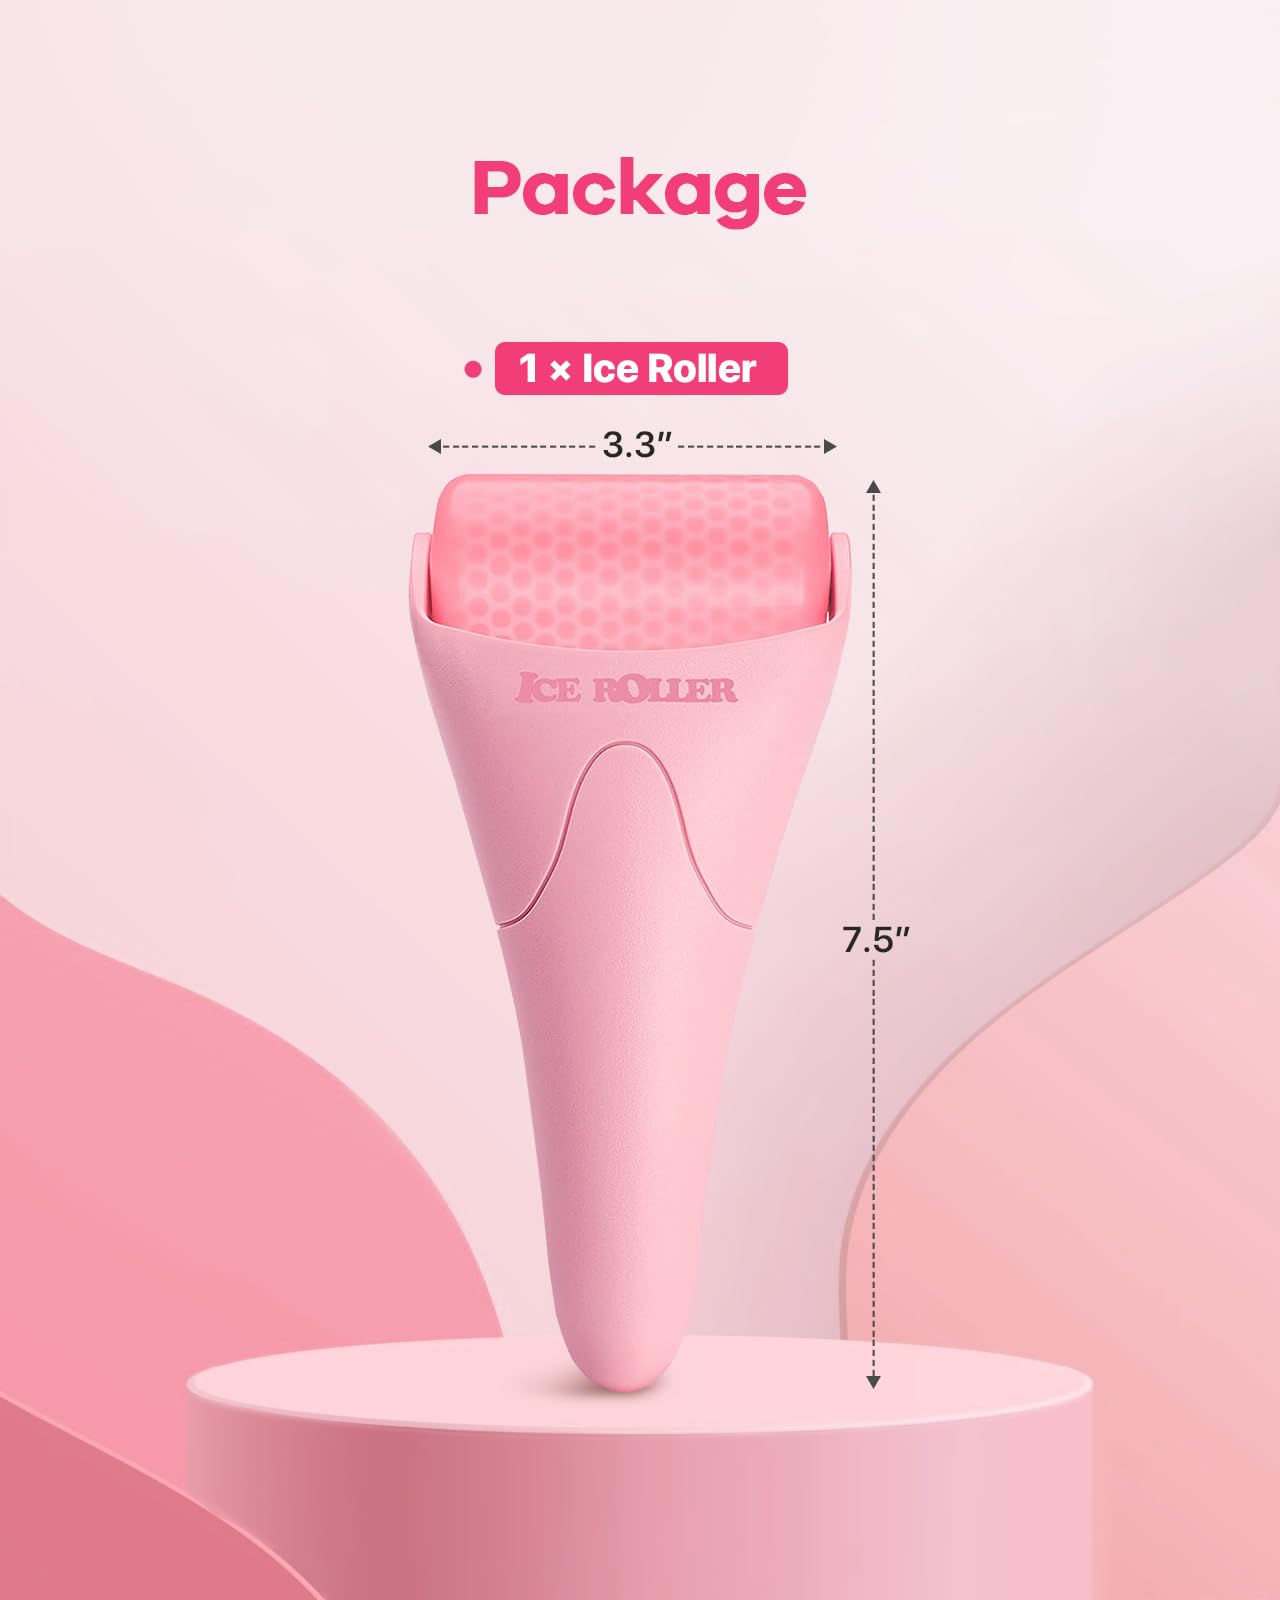 Package
• 1 × Ice Roller
3.3"
ICE ROLLER
7.5"